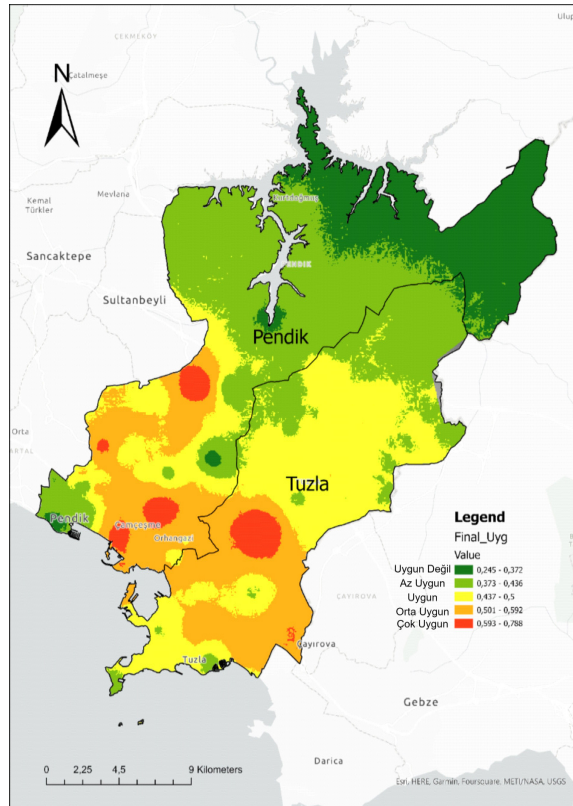 Ulup
ÇEKMEKÖY
N
Çatalmeşe
Mevlana
Kemal
Türkler
Sancaktepe
Sultanbeyli
Pendik
Orta
Tuzla
Pendik
Orhangazi
Legend
Final_Uyg
Value
Uygun Değil 0,245 - 0,372
Az Uygun 0,373 - 0,436
Uygun 0,437 - 0,5
Orta Uygun 0,501 - 0,592
Çok Uygun 0,593 - 0,788
ÇAYIROVA
Çayırova
Tuzla
Gebze
Darica
0 2,25 4,5 9 Kilometers
Esri, HERE, Garmin, Foursquare, METI/NASA, USGS